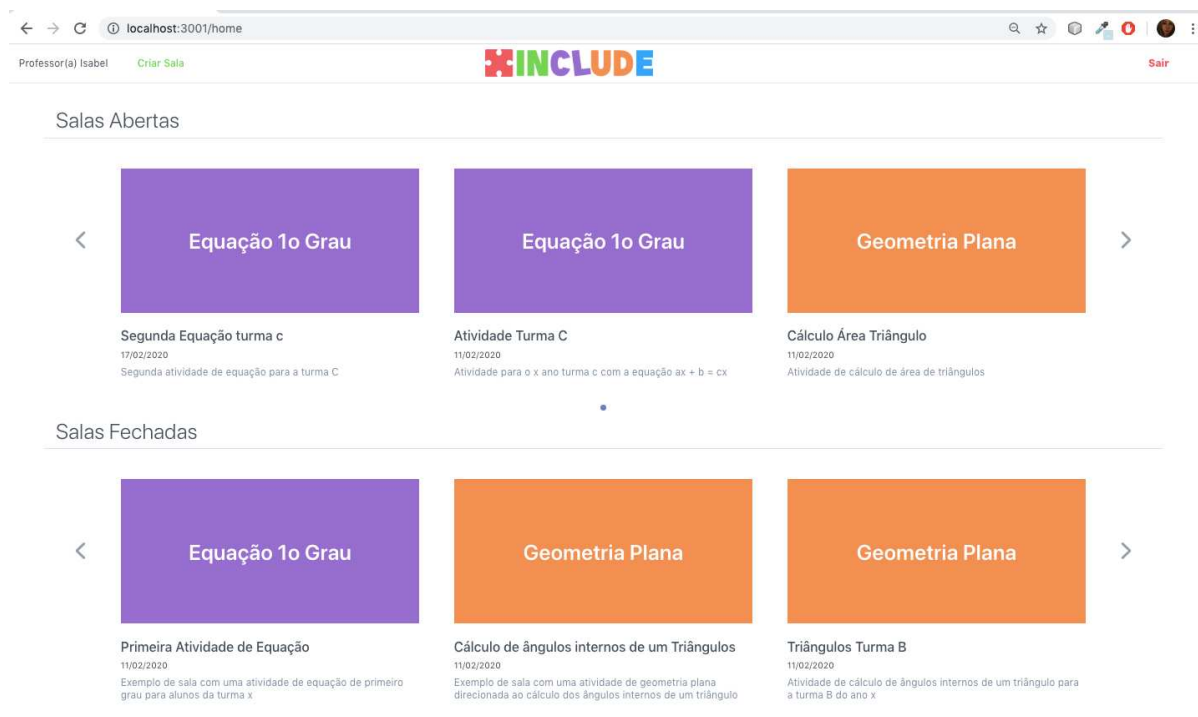 localhost:3001/home
Professor(a) Isabel Criar Sala INCLUDE Sair
Salas Abertas
Equação 1o Grau
Equação 1o Grau
Geometria Plana
Segunda Equação turma c
17/02/2020
Segunda atividade de equação para a turma C
Atividade Turma C
11/02/2020
Atividade para o x ano turma c com a equação ax + b = cx
Cálculo Área Triângulo
11/02/2020
Atividade de cálculo de área de triângulos
Salas Fechadas
Equação 1o Grau
Geometria Plana
Geometria Plana
Primeira Atividade de Equação
11/02/2020
Exemplo de sala com uma atividade de equação de primeiro
grau para alunos da turma x
Cálculo de ângulos internos de um Triângulos
11/02/2020
Exemplo de sala com uma atividade de geometria plana
direcionada ao cálculo dos ângulos internos de um triângulo
Triângulos Turma B
11/02/2020
Atividade de cálculo de ângulos internos de um triângulo para
a turma B do ano x